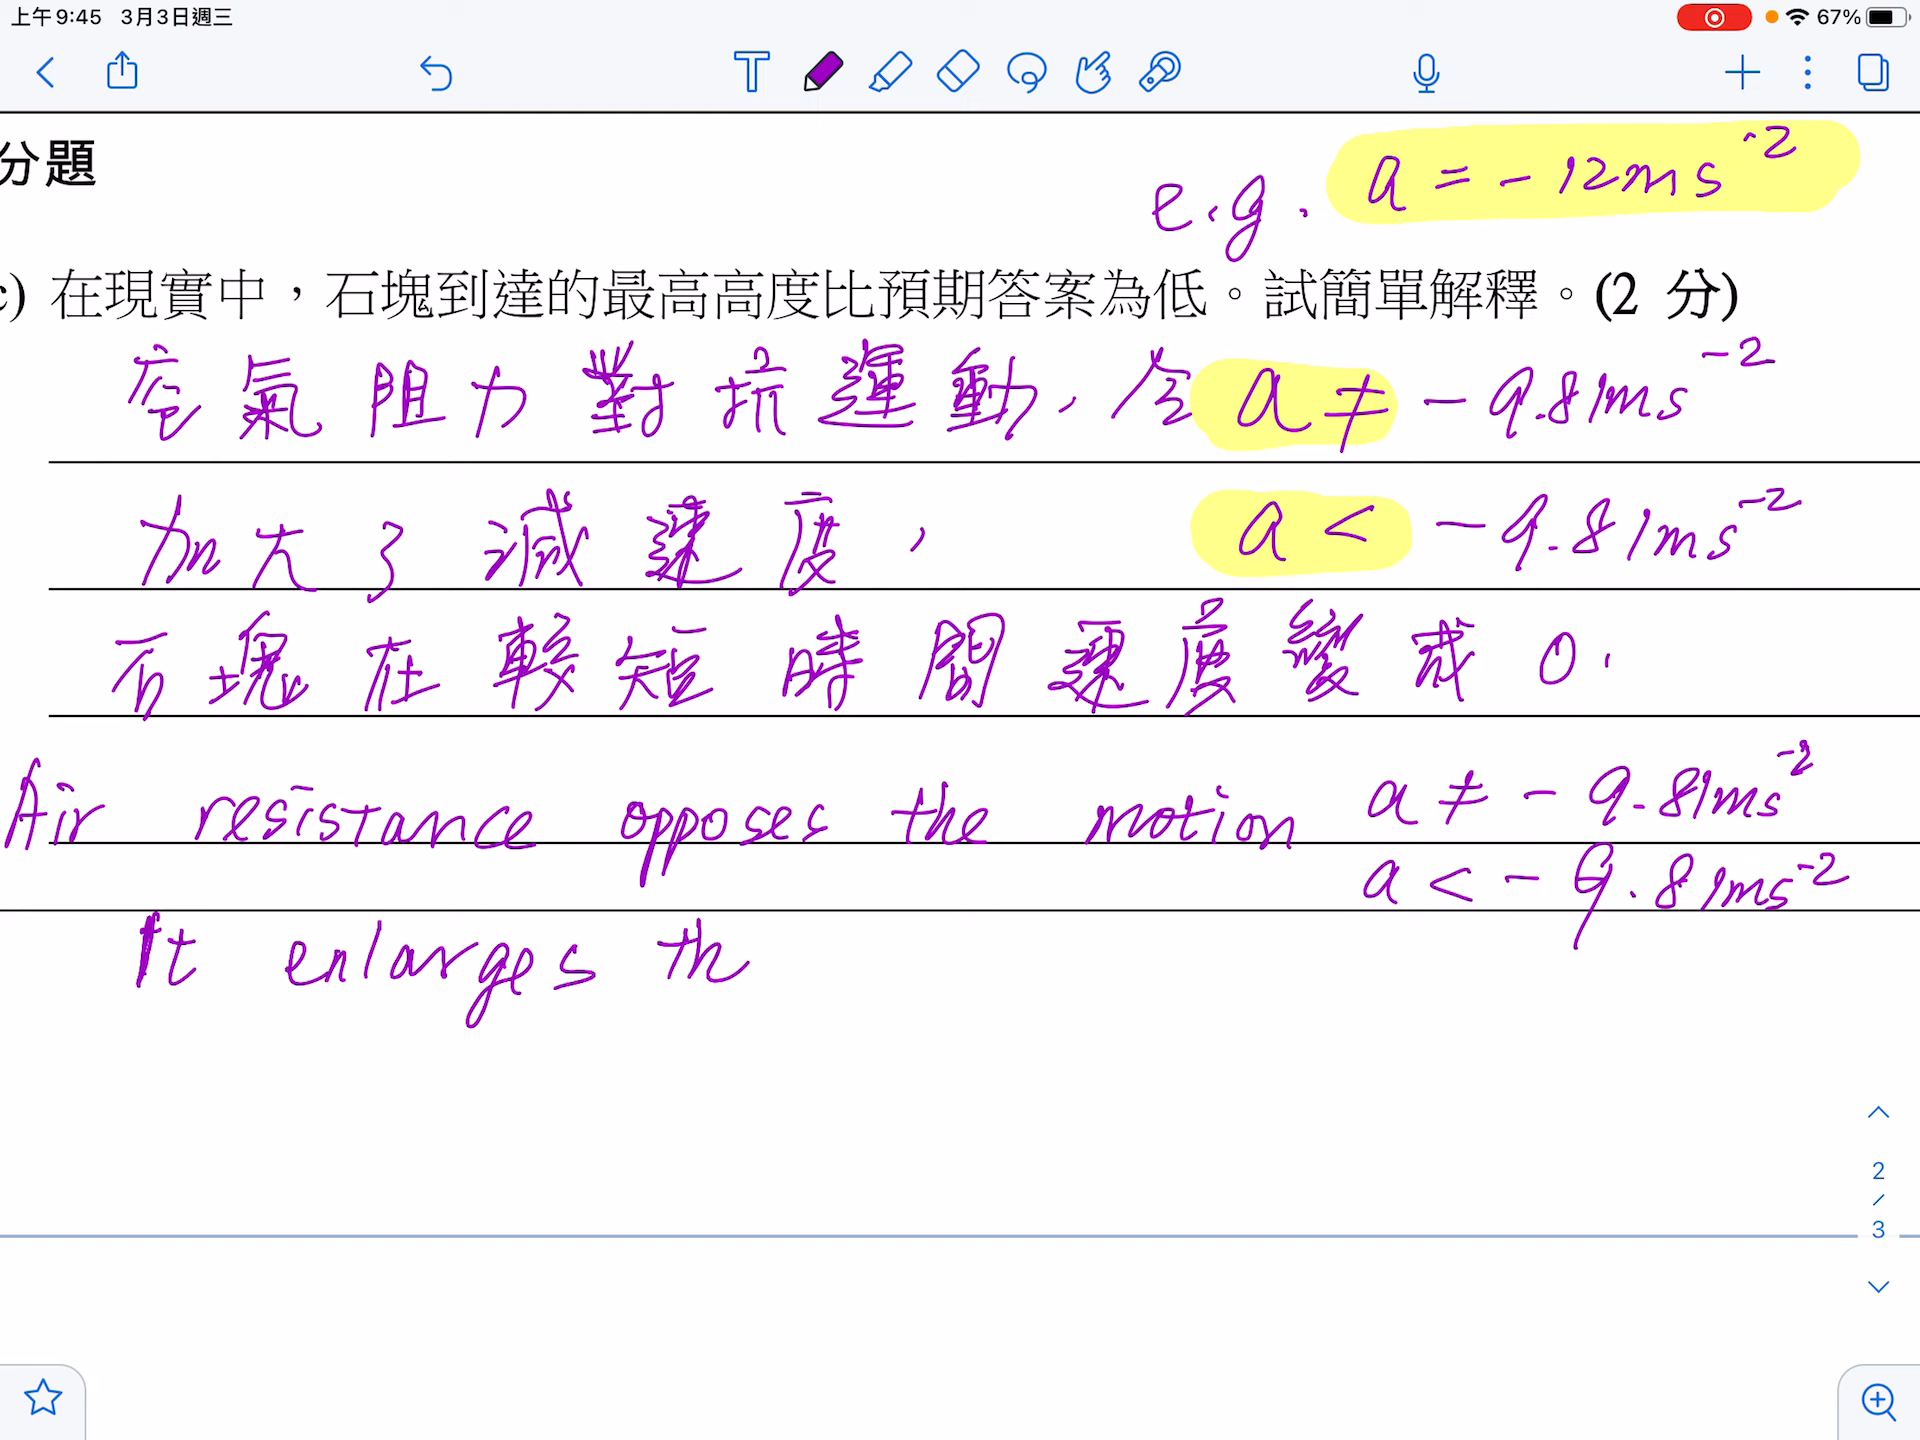 上午9:45 3月3日週三
67%
分題
e.g. a = -12ms⁻²
c) 在現實中，石塊到達的最高高度比預期答案為低。試簡單解釋。(2 分)
空氣阻力對抗運動，令 a ≠ -9.81ms⁻²
加大了減速度， a < -9.81ms⁻²
石塊在較短時間速度變成0.
Air resistance opposes the motion a ≠ -9.81ms⁻²
a < -9.81ms⁻²
It enlarges th
2
/
3